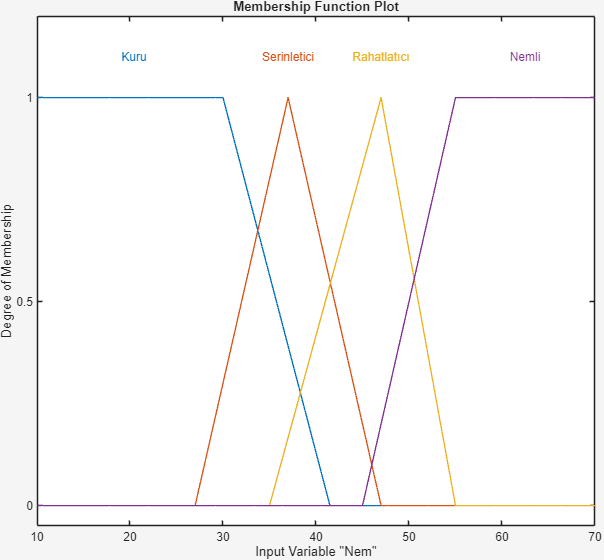 Membership Function Plot
Kuru Serinletici Rahatlatıcı Nemli
1
0.5
0
Degree of Membership
10 20 30 40 50 60 70
Input Variable "Nem"